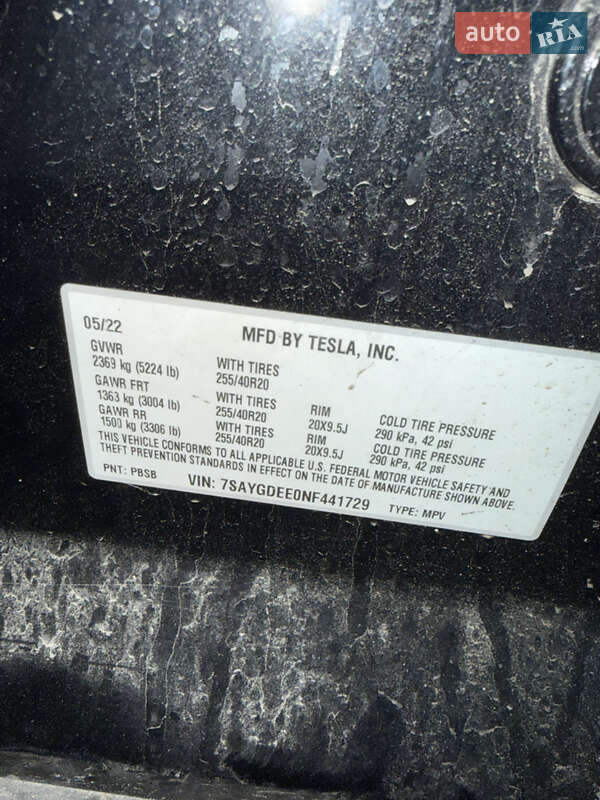 auto RIA.com
05/22 MFD BY TESLA, INC.
GVWR
2369 kg (5224 lb) WITH TIRES 255/40R20
GAWR FRT
1363 kg (3004 lb) WITH TIRES 255/40R20 RIM 20X9.5J COLD TIRE PRESSURE 290 kPa, 42 psi
GAWR RR
1500 kg (3306 lb) WITH TIRES 255/40R20 RIM 20X9.5J COLD TIRE PRESSURE 290 kPa, 42 psi
THIS VEHICLE CONFORMS TO ALL APPLICABLE U.S. FEDERAL MOTOR VEHICLE SAFETY AND
THEFT PREVENTION STANDARDS IN EFFECT ON THE DATE OF MANUFACTURE SHOWN ABOVE.
PNT: PBSB VIN: 7SAYGDEE0NF441729 TYPE: MPV